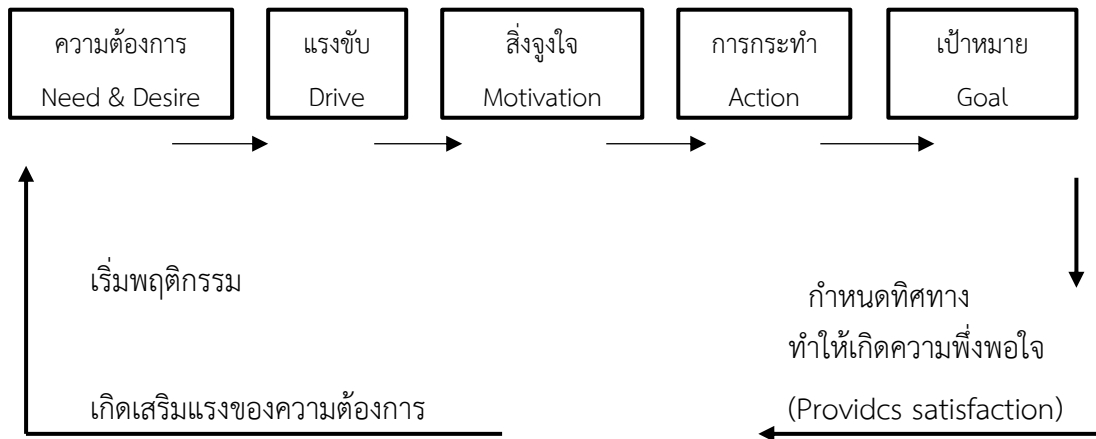 ความต้องการ
Need & Desire
แรงขับ
Drive
สิ่งจูงใจ
Motivation
การกระทำ
Action
เป้าหมาย
Goal
เริ่มพฤติกรรม
กำหนดทิศทาง
ทำให้เกิดความพึ่งพอใจ
เกิดเสริมแรงของความต้องการ
(Providcs satisfaction)